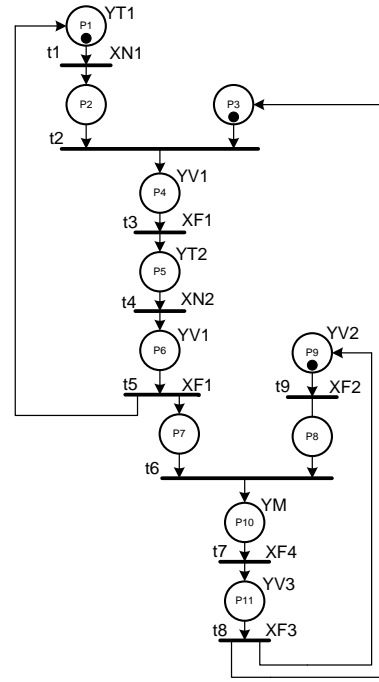 YT1
P1
t1 XN1
P2 P3
t2
YV1
P4
t3 XF1
YT2
P5
t4 XN2
YV1
P6
YV2
P9
t5 XF1
t9 XF2
P7 P8
t6
YM
P10
t7 XF4
YV3
P11
t8 XF3